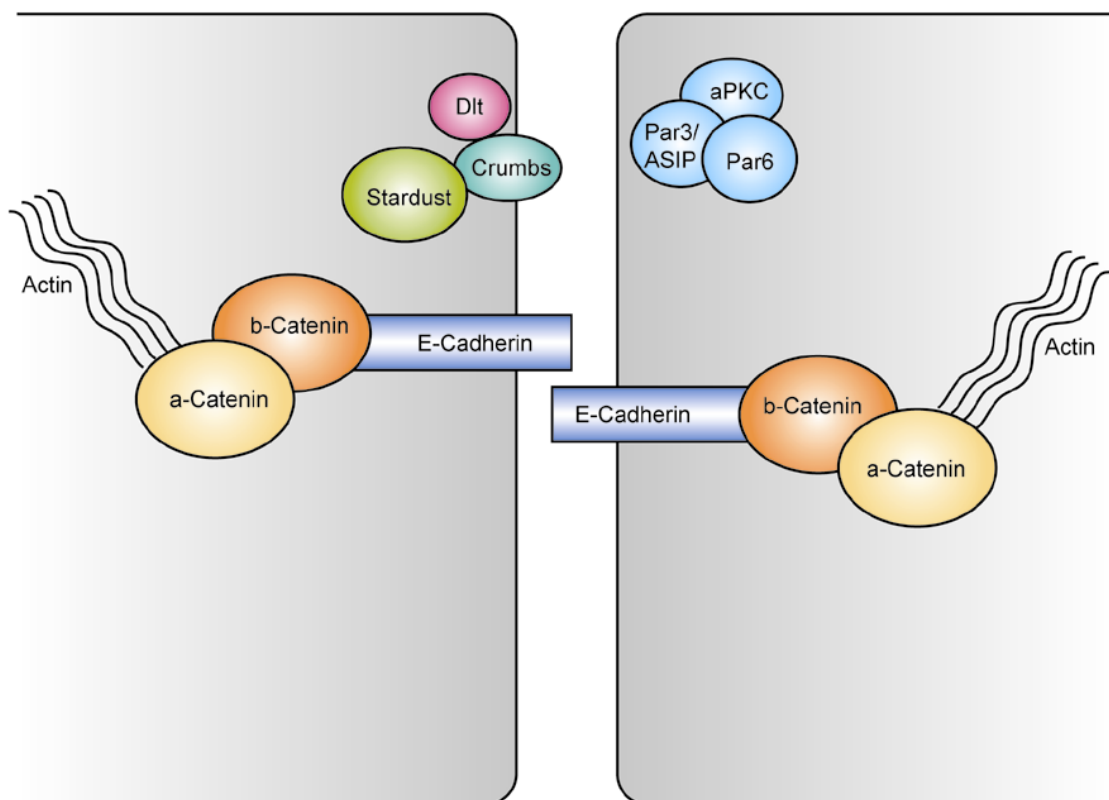 Dlt
Crumbs
Stardust
aPKC
Par3/
ASIP
Par6
Actin
b-Catenin
E-Cadherin
a-Catenin
E-Cadherin
b-Catenin
a-Catenin
Actin